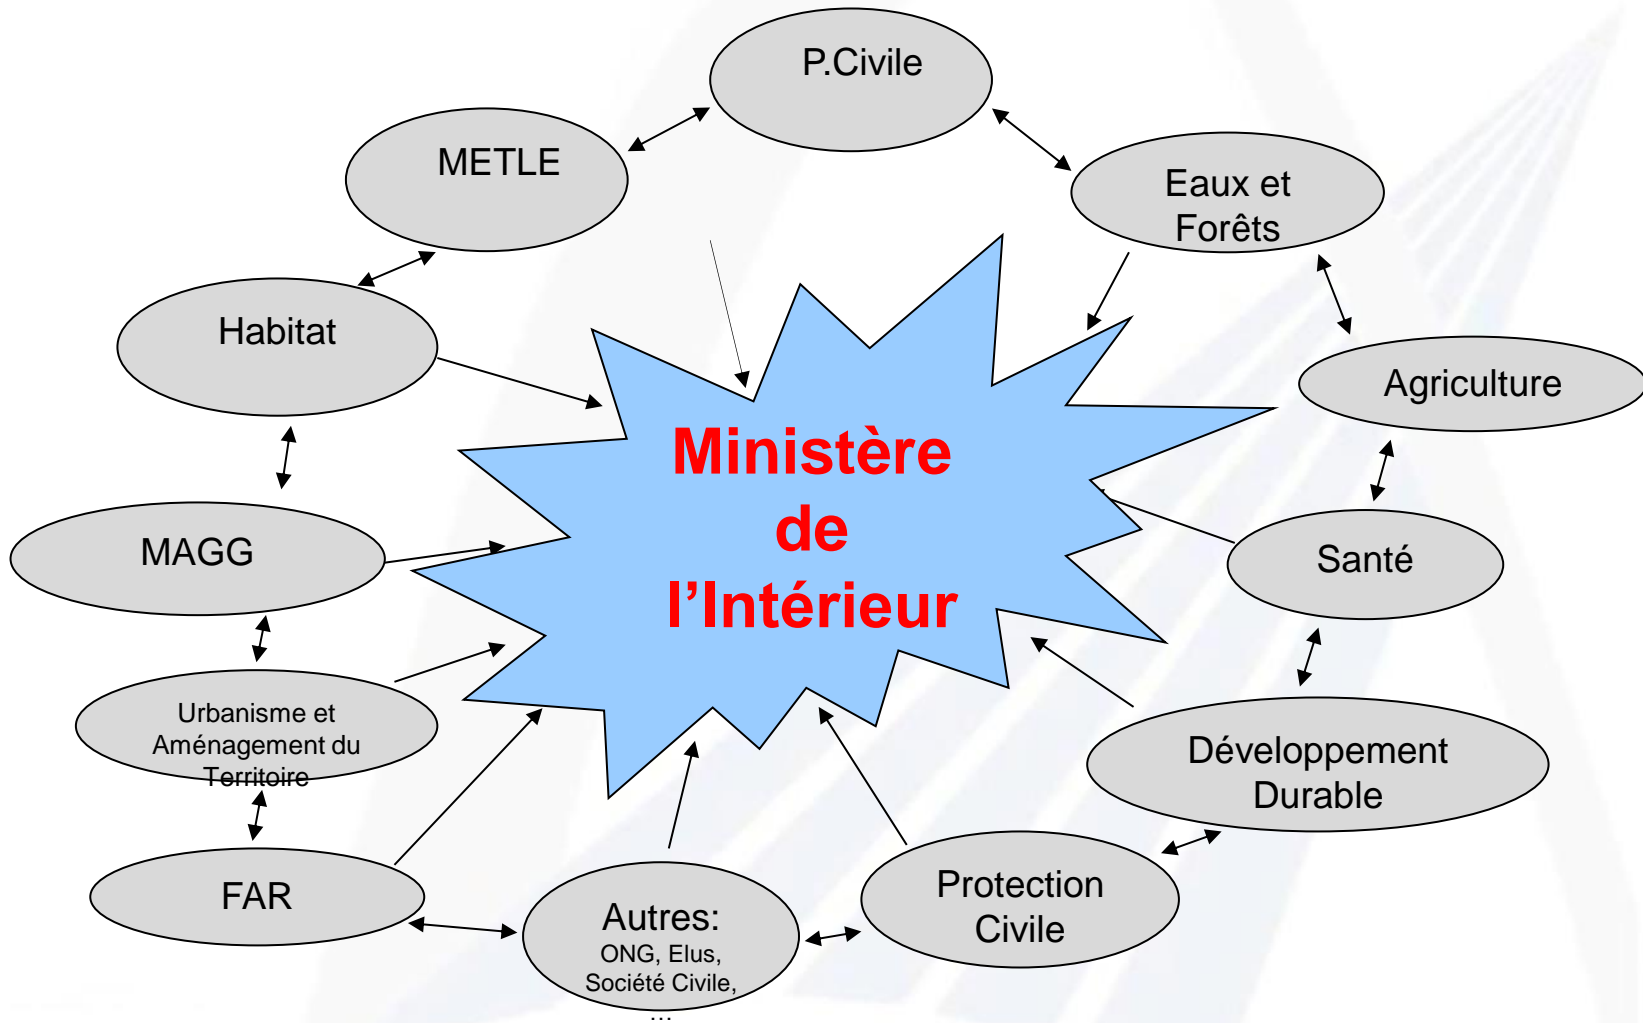 P.Civile
METLE
Eaux et
Forêts
Habitat
Agriculture
Ministère
de
l’Intérieur
MAGG
Santé
Urbanisme et
Aménagement du
Territoire
Développement
Durable
FAR
Autres:
ONG, Elus,
Société Civile,
…
Protection
Civile